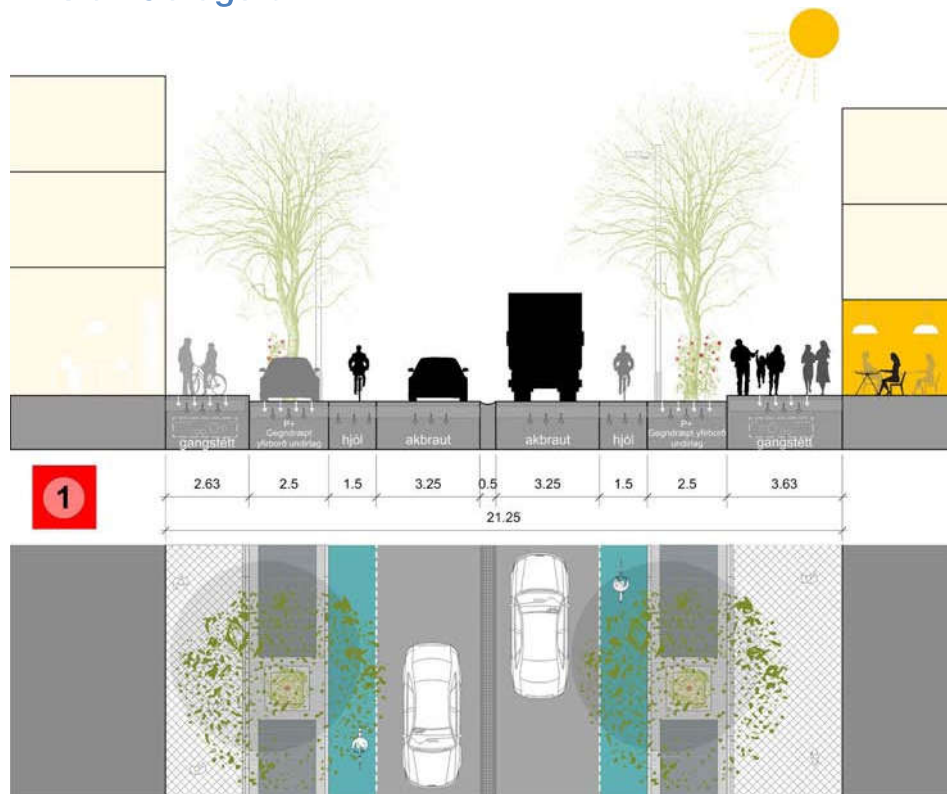 gangstétt
P+
Gegndræpt yfirborð
undirlag
hjól
akbraut
akbraut
hjól
P+
Gegndræpt yfirborð
undirlag
gangstétt
1
2.63 2.5 1.5 3.25 0.5 3.25 1.5 2.5 3.63
21.25